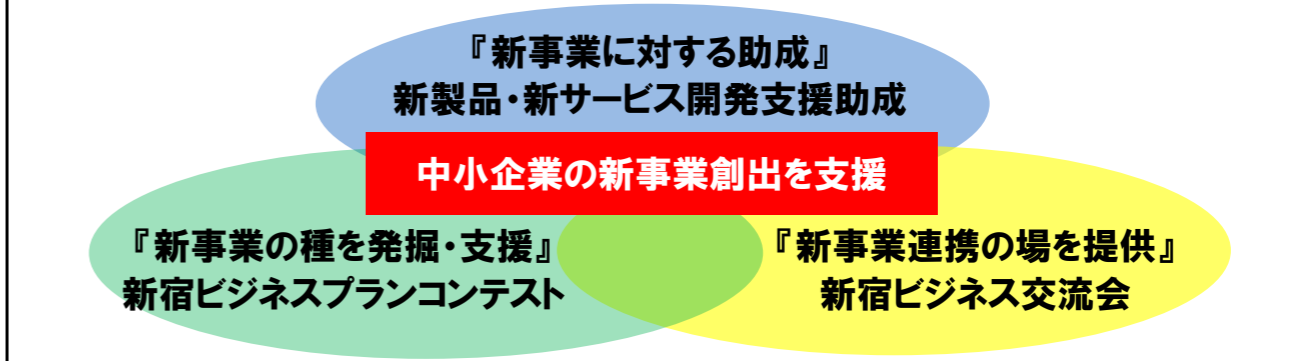 『新事業に対する助成』
新製品・新サービス開発支援助成
中小企業の新事業創出を支援
『新事業の種を発掘・支援』
新宿ビジネスプランコンテスト
『新事業連携の場を提供』
新宿ビジネス交流会